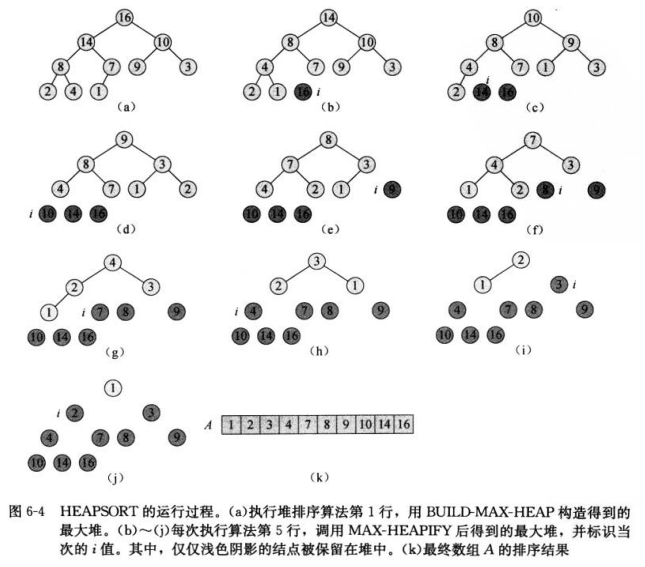 16
14 10
8 7 9 3
2 4 1
(a)
14
8 10
4 7 9 3
2 1 16 i
(b)
10
8 9
4 7 1 3
i
2 14 16
(c)
9
8 3
4 7 1 2
i 10 14 16
(d)
8
7 3
4 2 1 i 9
10 14 16
(e)
7
4 3
1 2 8 i 9
10 14 16
(f)
4
2 3
1 i 7 8 9
10 14 16
(g)
3
2 1
i 4 7 8 9
10 14 16
(h)
2
1 3 i
4 7 8 9
10 14 16
(i)
1
i 2 3
4 7 8 9
10 14 16
(j)
A 1 2 3 4 7 8 9 10 14 16
(k)
图 6-4 HEAPSORT 的运行过程。(a)执行堆排序算法第 1 行，用 BUILD-MAX-HEAP 构造得到的
最大堆。(b)～(j)每次执行算法第 5 行，调用 MAX-HEAPIFY 后得到的最大堆，并标识当
次的 i 值。其中，仅仅浅色阴影的结点被保留在堆中。(k)最终数组 A 的排序结果